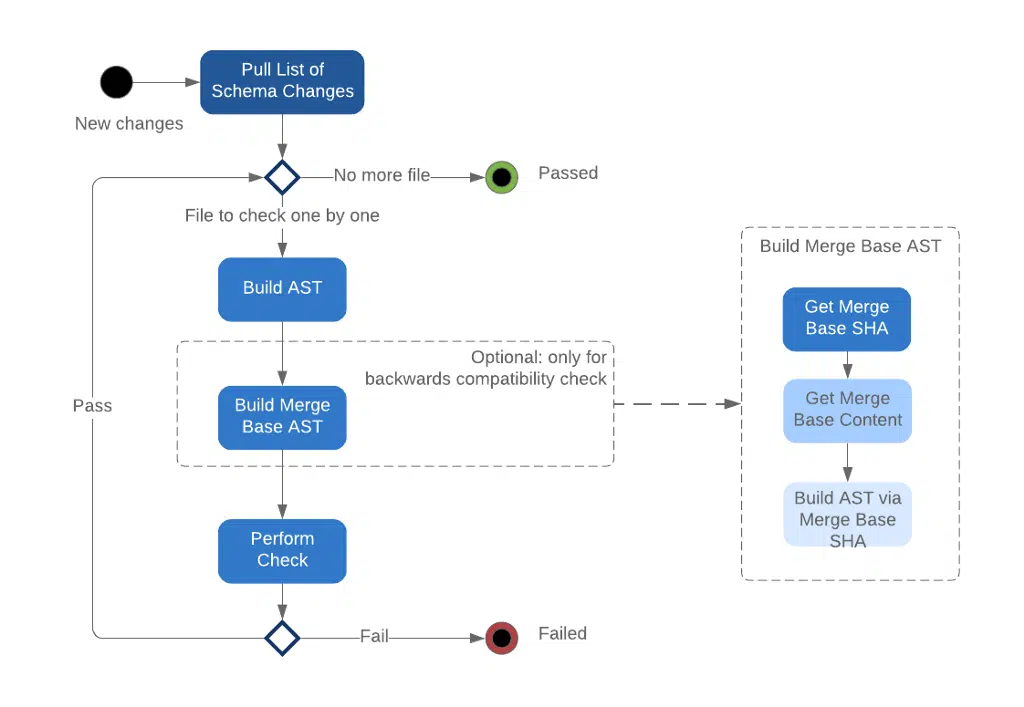 Pull List of
Schema Changes
New changes
No more file
Passed
File to check one by one
Build AST
Optional: only for
backwards compatibility check
Build Merge
Base AST
Pass
Perform
Check
Fail
Failed
Build Merge Base AST
Get Merge
Base SHA
Get Merge
Base Content
Build AST via
Merge Base
SHA